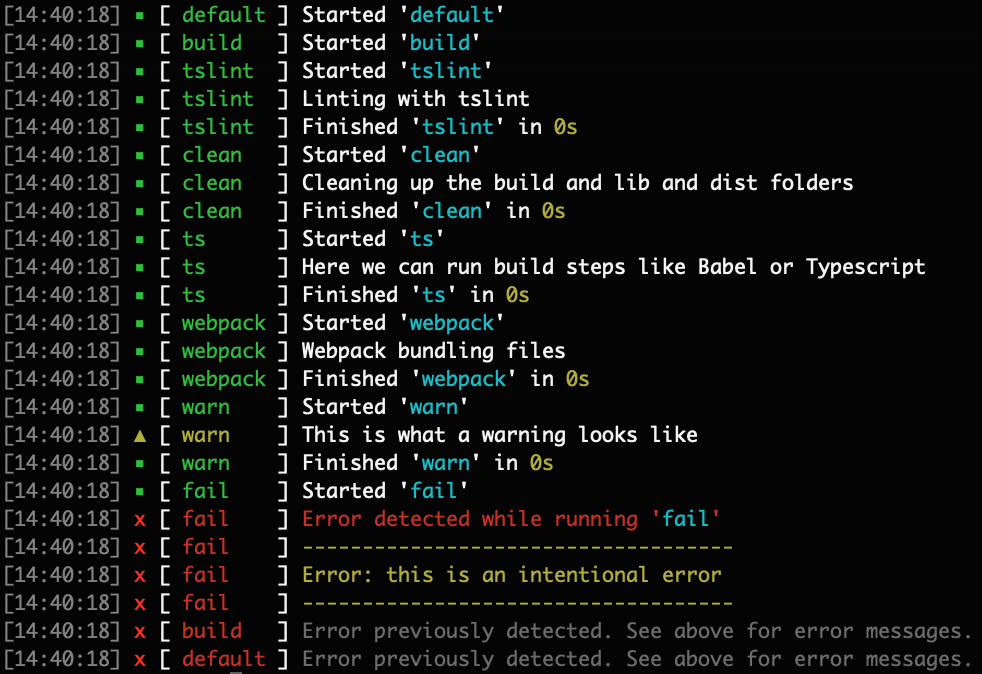 [14:40:18] ▪ [ default ] Started 'default'
[14:40:18] ▪ [ build   ] Started 'build'
[14:40:18] ▪ [ tslint  ] Started 'tslint'
[14:40:18] ▪ [ tslint  ] Linting with tslint
[14:40:18] ▪ [ tslint  ] Finished 'tslint' in 0s
[14:40:18] ▪ [ clean   ] Started 'clean'
[14:40:18] ▪ [ clean   ] Cleaning up the build and lib and dist folders
[14:40:18] ▪ [ clean   ] Finished 'clean' in 0s
[14:40:18] ▪ [ ts      ] Started 'ts'
[14:40:18] ▪ [ ts      ] Here we can run build steps like Babel or Typescript
[14:40:18] ▪ [ ts      ] Finished 'ts' in 0s
[14:40:18] ▪ [ webpack ] Started 'webpack'
[14:40:18] ▪ [ webpack ] Webpack bundling files
[14:40:18] ▪ [ webpack ] Finished 'webpack' in 0s
[14:40:18] ▪ [ warn    ] Started 'warn'
[14:40:18] ▲ [ warn    ] This is what a warning looks like
[14:40:18] ▪ [ warn    ] Finished 'warn' in 0s
[14:40:18] ▪ [ fail    ] Started 'fail'
[14:40:18] x [ fail    ] Error detected while running 'fail'
[14:40:18] x [ fail    ] ------------------------------------
[14:40:18] x [ fail    ] Error: this is an intentional error
[14:40:18] x [ fail    ] ------------------------------------
[14:40:18] x [ build   ] Error previously detected. See above for error messages.
[14:40:18] x [ default ] Error previously detected. See above for error messages.